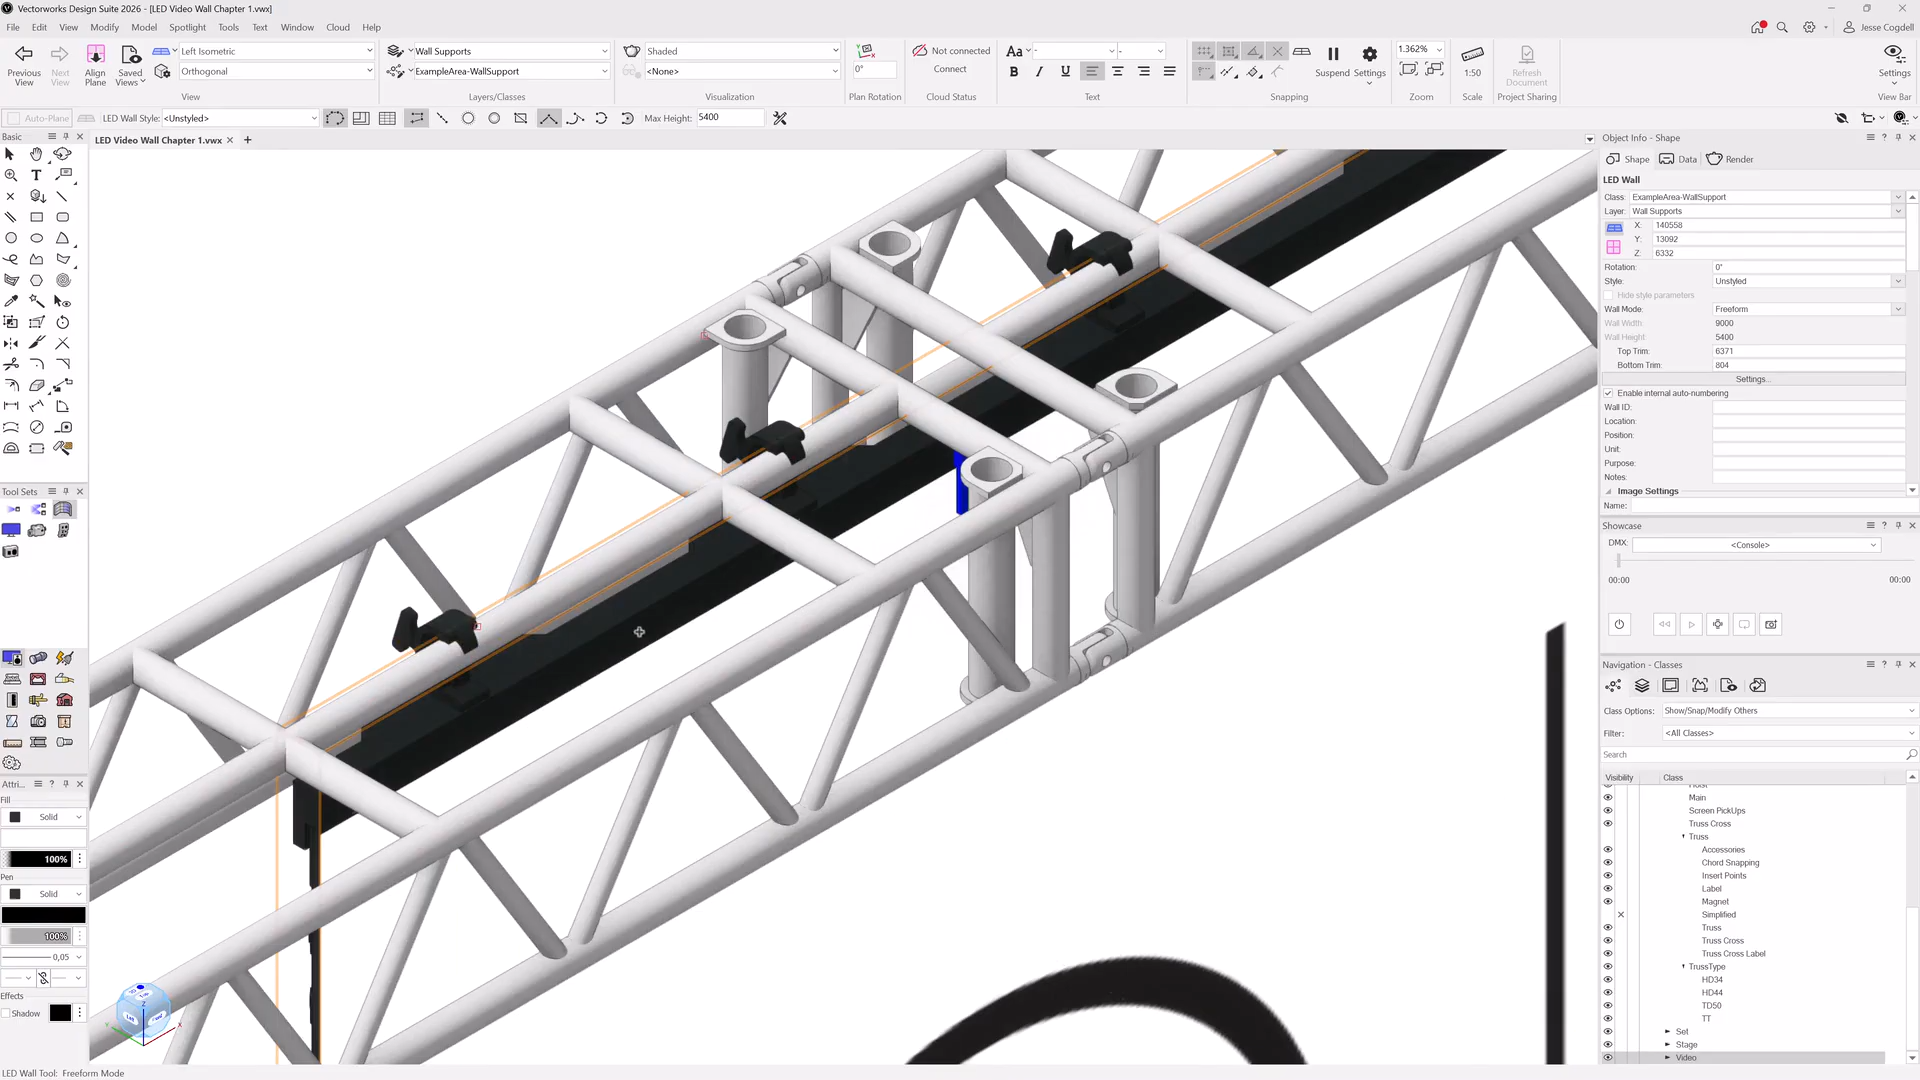 Vectorworks Design Suite 2026 - [LED Video Wall Chapter 1.vwx]
Jesse Cogdell
File Edit View Modify Model Spotlight Tools Text Window Cloud Help
Previous View
Next View
Align Plane
Saved Views
Left Isometric
Orthogonal
View
Wall Supports
ExampleArea-WallSupport
Layers/Classes
Shaded
<None>
Visualization
0°
Plan Rotation
Not connected
Connect
Cloud Status
Aa
B I U
Text
Suspend
Settings
Snapping
1.362%
Zoom
1:50
Scale
Refresh Document
Project Sharing
Settings
View Bar
Auto-Plane
LED Wall Style: <Unstyled>
Max Height: 5400
Basic
LED Video Wall Chapter 1.vwx
Tool Sets
Attri...
Fill
Solid
100%
Pen
Solid
100%
0,05
Effects
Shadow
Object Info - Shape
Shape Data Render
LED Wall
Class: ExampleArea-WallSupport
Layer: Wall Supports
X: 140558
Y: 13092
Z: 6332
Rotation: 0°
Style: Unstyled
Hide style parameters
Wall Mode: Freeform
Wall Width: 9000
Wall Height: 5400
Top Trim: 6371
Bottom Trim: 804
Settings...
Enable internal auto-numbering
Wall ID:
Location:
Position:
Unit:
Purpose:
Notes:
Image Settings
Name:
Showcase
DMX: <Console>
00:00 00:00
Navigation - Classes
Class Options: Show/Snap/Modify Others
Filter: <All Classes>
Search
Visibility Class
Hoist
Main
Screen PickUps
Truss Cross
Truss
Accessories
Chord Snapping
Insert Points
Label
Magnet
Simplified
Truss
Truss Cross
Truss Cross Label
TrussType
HD34
HD44
TD50
TT
Set
Stage
Video
LED Wall Tool: Freeform Mode